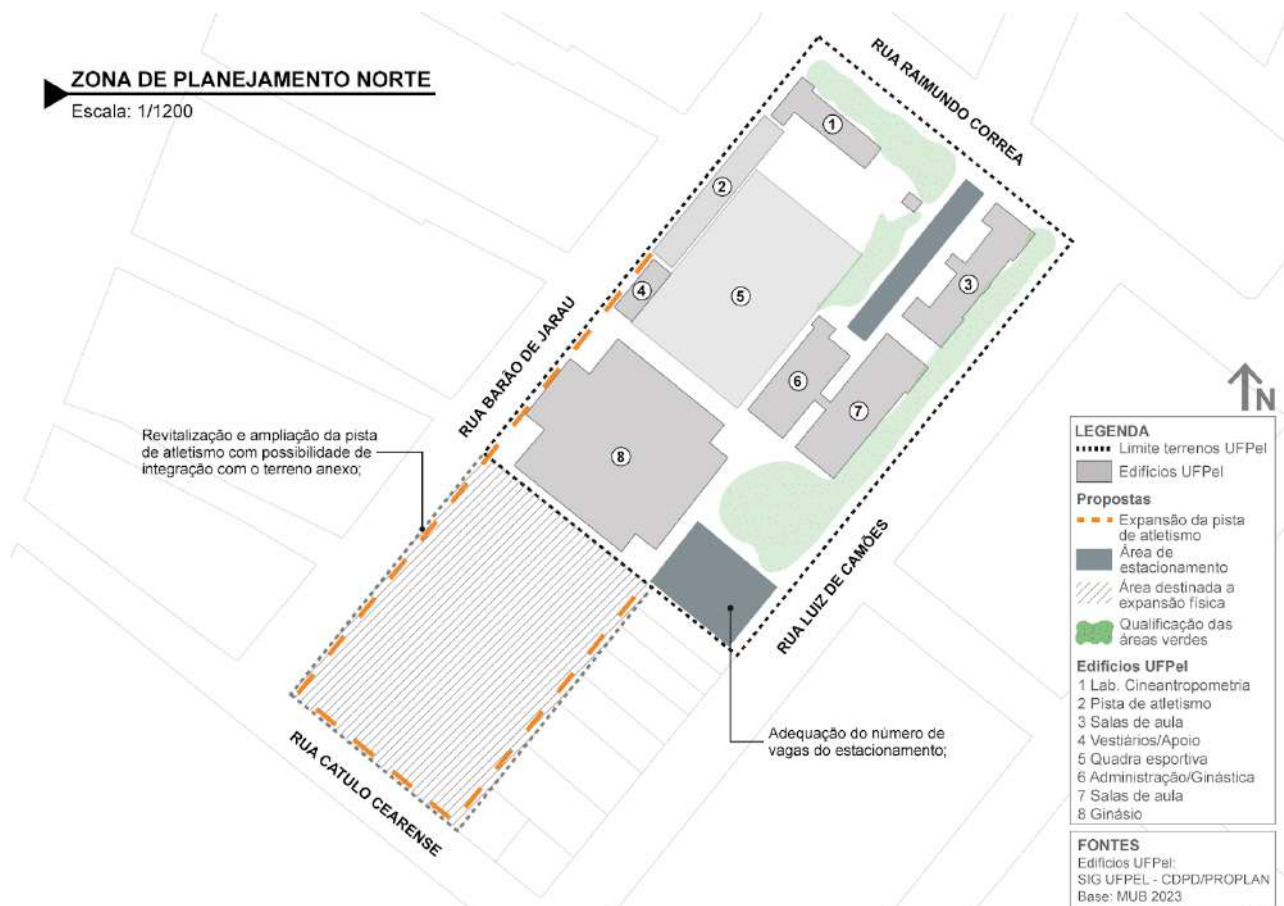 ZONA DE PLANEJAMENTO NORTE
Escala: 1/1200
RUA RAIMUNDO CORREA
1
2
3
4
5
6
7
8
RUA BARÃO DE JARAU
Revitalização e ampliação da pista
de atletismo com possibilidade de
integração com o terreno anexo;
RUA LUIZ DE CAMÕES
Adequação do número de
vagas do estacionamento;
RUA CATULO CEARENSE
N
LEGENDA
Limite terrenos UFPel
Edifícios UFPel
Propostas
Expansão da pista
de atletismo
Área de
estacionamento
Área destinada a
expansão física
Qualificação das
áreas verdes
Edifícios UFPel
1 Lab. Cineantropometria
2 Pista de atletismo
3 Salas de aula
4 Vestiários/Apoio
5 Quadra esportiva
6 Administração/Ginástica
7 Salas de aula
8 Ginásio
FONTES
Edifícios UFPel:
SIG UFPEL - CDPD/PROPLAN
Base: MUB 2023